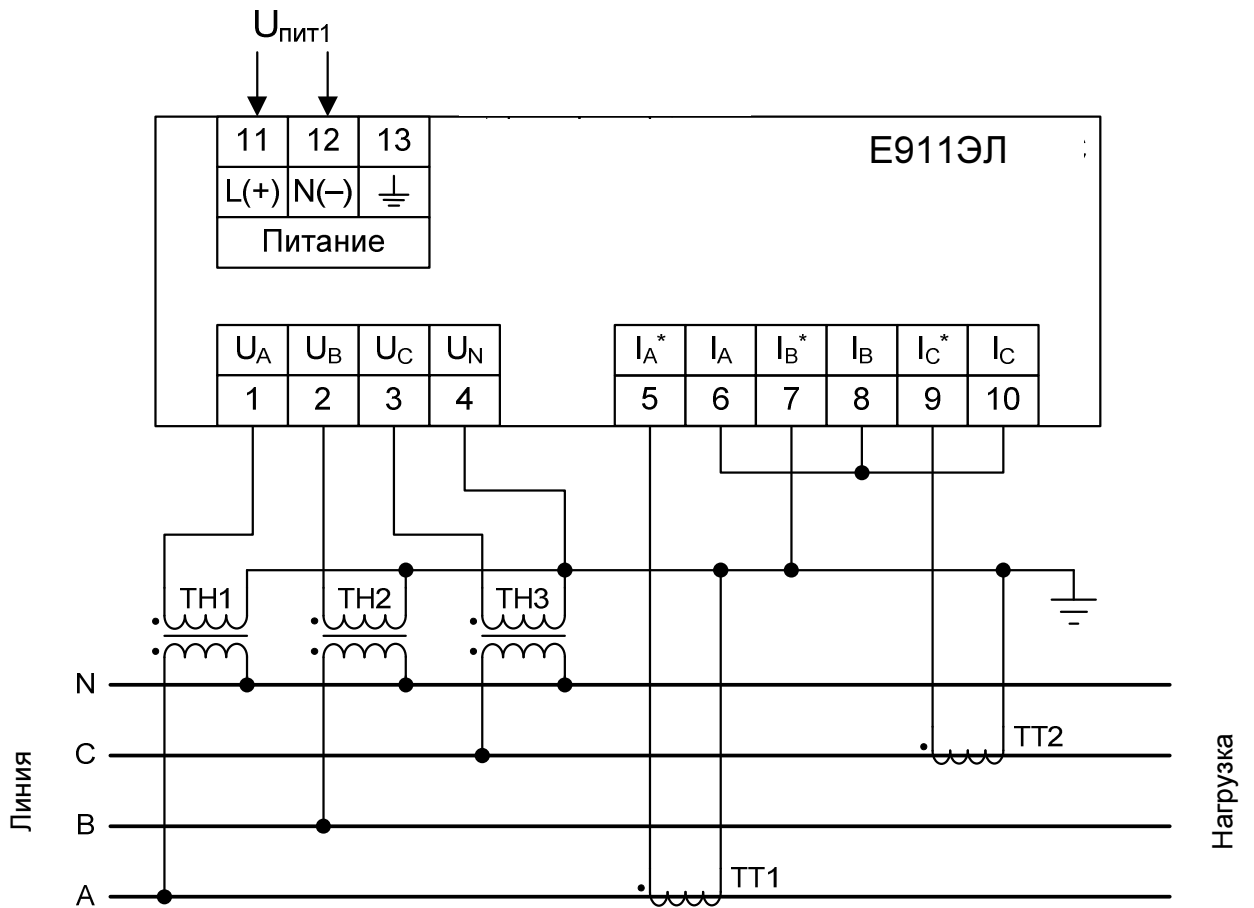 Uпит1
11 12 13
E911ЭЛ
L(+) N(–)
Питание
UA UB UC UN
IA* IA IB* IB IC* IC
1 2 3 4
5 6 7 8 9 10
ТН1 ТН2 ТН3
N
C
ТТ2
B
A
ТТ1
Линия
Нагрузка